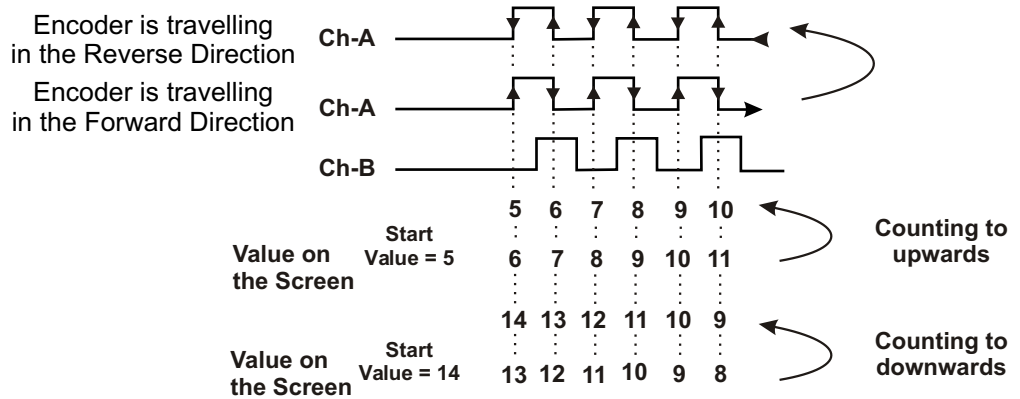 Encoder is travelling
in the Reverse Direction
Ch-A
Encoder is travelling
in the Forward Direction
Ch-A
Ch-B
5 6 7 8 9 10
Counting to
upwards
Value on
the Screen
Start
Value = 5
6 7 8 9 10 11
14 13 12 11 10 9
Counting to
downwards
Value on
the Screen
Start
Value = 14
13 12 11 10 9 8